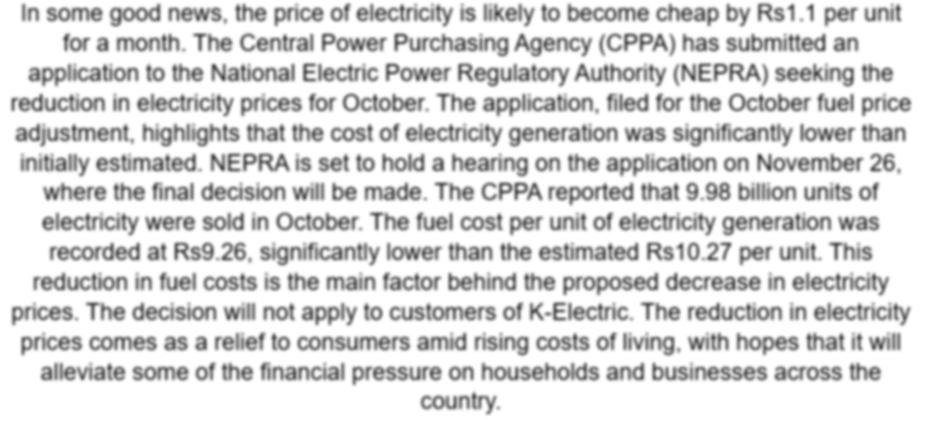 In some good news, the price of electricity is likely to become cheap by Rs1.1 per unit
for a month. The Central Power Purchasing Agency (CPPA) has submitted an
application to the National Electric Power Regulatory Authority (NEPRA) seeking the
reduction in electricity prices for October. The application, filed for the October fuel price
adjustment, highlights that the cost of electricity generation was significantly lower than
initially estimated. NEPRA is set to hold a hearing on the application on November 26,
where the final decision will be made. The CPPA reported that 9.98 billion units of
electricity were sold in October. The fuel cost per unit of electricity generation was
recorded at Rs9.26, significantly lower than the estimated Rs10.27 per unit. This
reduction in fuel costs is the main factor behind the proposed decrease in electricity
prices. The decision will not apply to customers of K-Electric. The reduction in electricity
prices comes as a relief to consumers amid rising costs of living, with hopes that it will
alleviate some of the financial pressure on households and businesses across the
country.